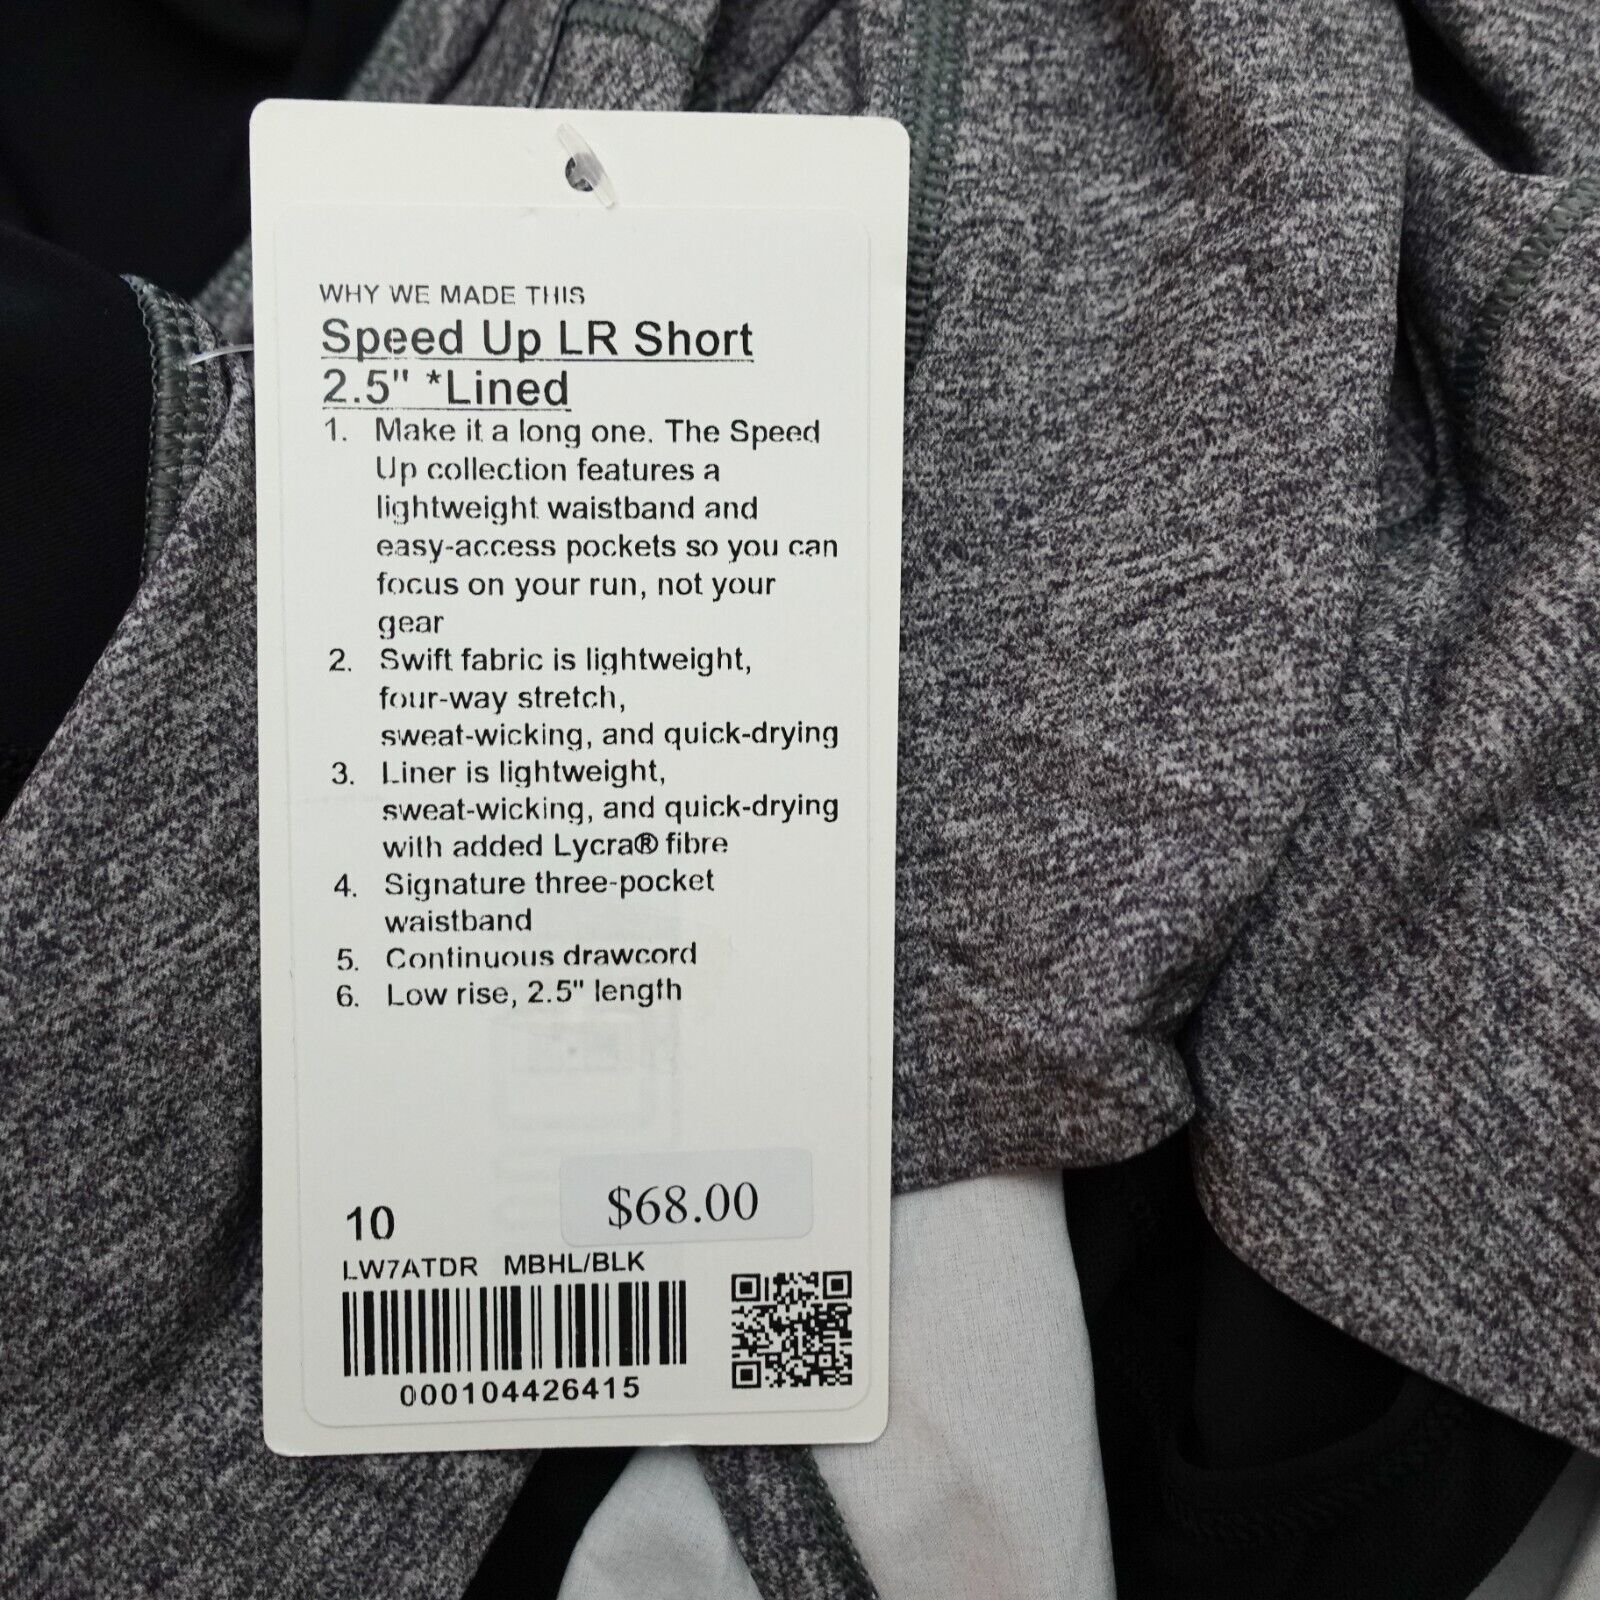 WHY WE MADE THIS
Speed Up LR Short
2.5" *Lined
1. Make it a long one. The Speed
Up collection features a
lightweight waistband and
easy-access pockets so you can
focus on your run, not your
gear
2. Swift fabric is lightweight,
four-way stretch,
sweat-wicking, and quick-drying
3. Liner is lightweight,
sweat-wicking, and quick-drying
with added Lycra® fibre
4. Signature three-pocket
waistband
5. Continuous drawcord
6. Low rise, 2.5" length
10
$68.00
LW7ATDR MBHL/BLK
000104426415